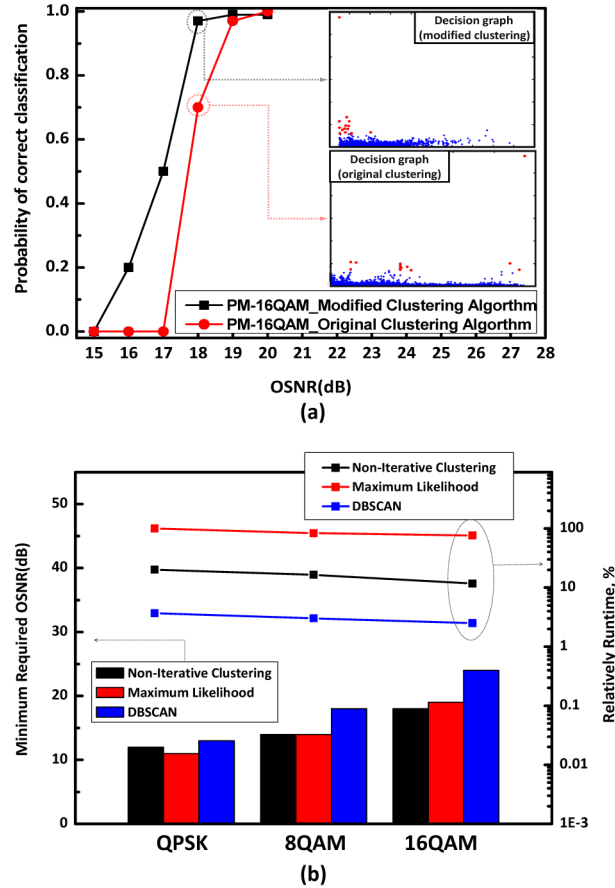 (a)
Probability of correct classification
1.0
0.8
0.6
0.4
0.2
0.0
Decision graph
(modified clustering)
Decision graph
(original clustering)
PM-16QAM_Modified Clustering Algorthm
PM-16QAM_Original Clustering Algorthm
15 16 17 18 19 20 21 22 23 24 25 26 27 28
OSNR(dB)
(a)
Non-Iterative Clustering
Maximum Likelihood
DBSCAN
Minimum Required OSNR(dB)
50
40
30
20
10
0
Relatively Runtime, %
100
10
1
0.1
0.01
1E-3
Non-Iterative Clustering
Maximum Likelihood
DBSCAN
QPSK 8QAM 16QAM
(b)